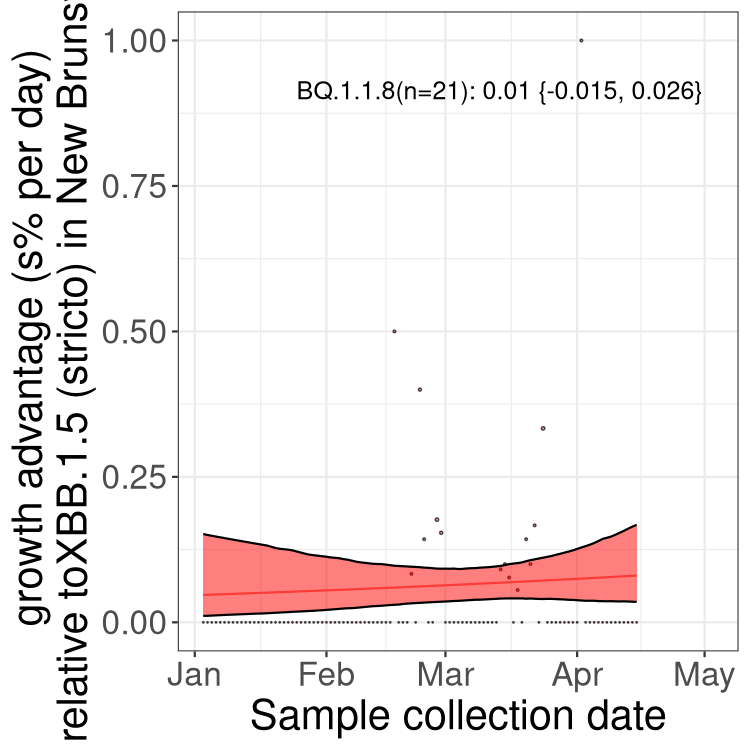 growth advantage (s% per day)
relative toXBB.1.5 (stricto) in New Bruns
1.00
0.75
0.50
0.25
0.00
BQ.1.1.8(n=21): 0.01 {-0.015, 0.026}
Jan Feb Mar Apr May
Sample collection date